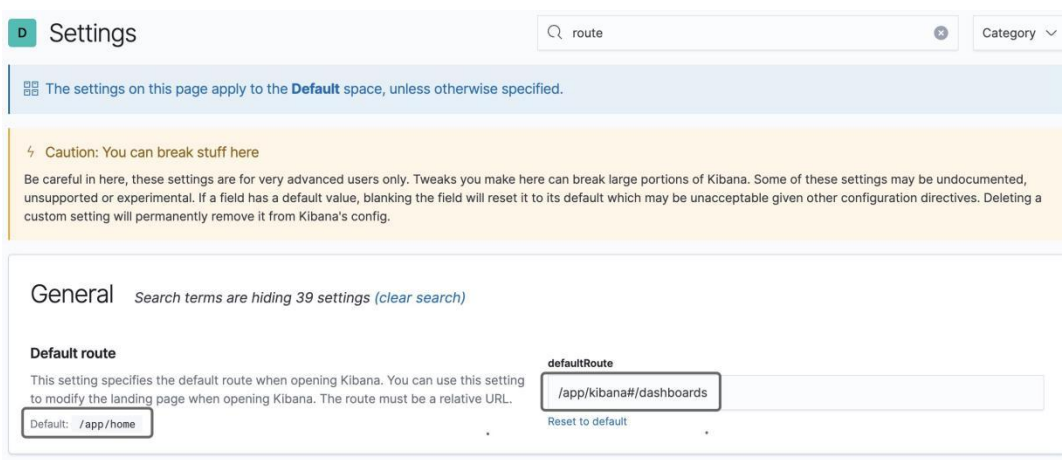 D Settings
route
Category
The settings on this page apply to the Default space, unless otherwise specified.
Caution: You can break stuff here
Be careful in here, these settings are for very advanced users only. Tweaks you make here can break large portions of Kibana. Some of these settings may be undocumented,
unsupported or experimental. If a field has a default value, blanking the field will reset it to its default which may be unacceptable given other configuration directives. Deleting a
custom setting will permanently remove it from Kibana's config.
General Search terms are hiding 39 settings (clear search)
Default route
This setting specifies the default route when opening Kibana. You can use this setting
to modify the landing page when opening Kibana. The route must be a relative URL.
Default: /app/home
defaultRoute
/app/kibana#/dashboards
Reset to default